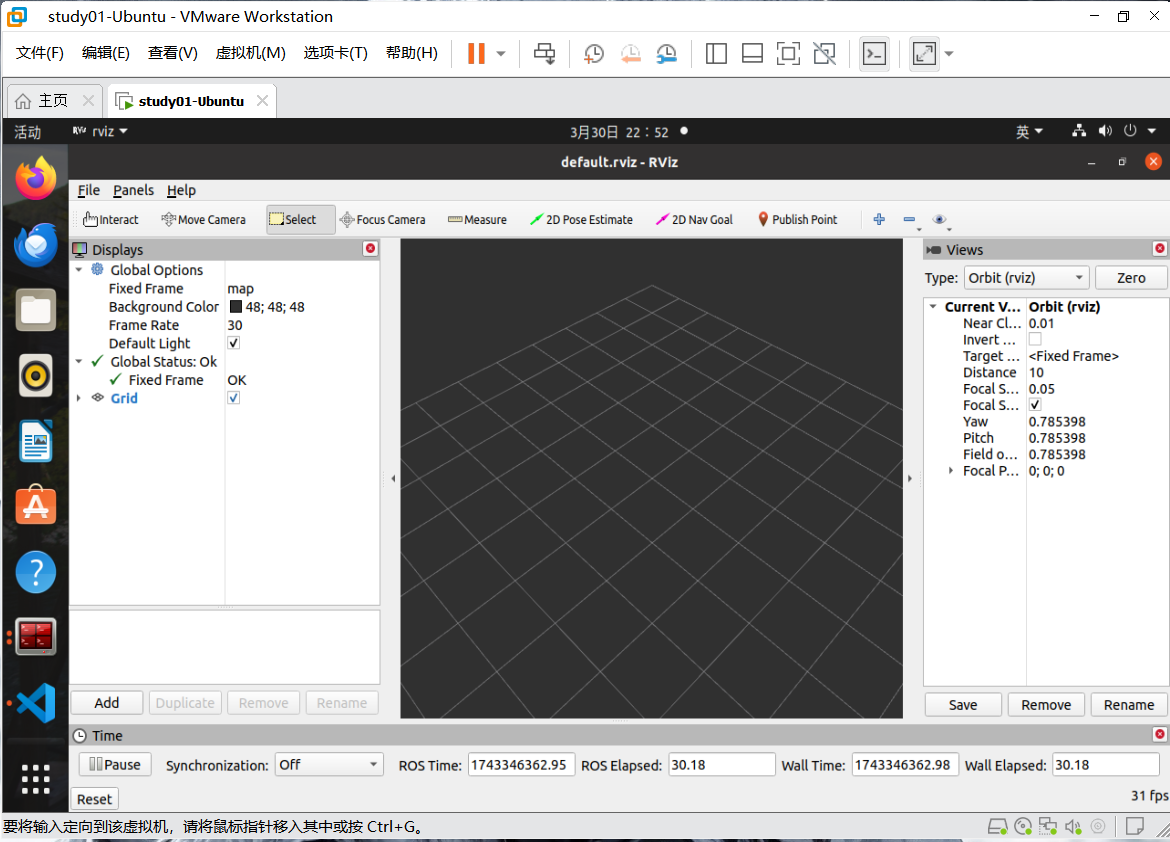 study01-Ubuntu - VMware Workstation
文件(F) 编辑(E) 查看(V) 虚拟机(M) 选项卡(T) 帮助(H)
主页 study01-Ubuntu
活动 RViz rviz 3月30日 22：52 英
default.rviz - RViz
File Panels Help
Interact Move Camera Select Focus Camera Measure 2D Pose Estimate 2D Nav Goal Publish Point
Displays
Global Options
Fixed Frame map
Background Color 48; 48; 48
Frame Rate 30
Default Light
Global Status: Ok
Fixed Frame OK
Grid
Add Duplicate Remove Rename
Views
Type: Orbit (rviz) Zero
Current V... Orbit (rviz)
Near Cl... 0.01
Invert ...
Target ... <Fixed Frame>
Distance 10
Focal S... 0.05
Focal S...
Yaw 0.785398
Pitch 0.785398
Field o... 0.785398
Focal P... 0; 0; 0
Save Remove Rename
Time
Pause Synchronization: Off ROS Time: 1743346362.95 ROS Elapsed: 30.18 Wall Time: 1743346362.98 Wall Elapsed: 30.18
Reset 31 fps
要将输入定向到该虚拟机，请将鼠标指针移入其中或按 Ctrl+G。